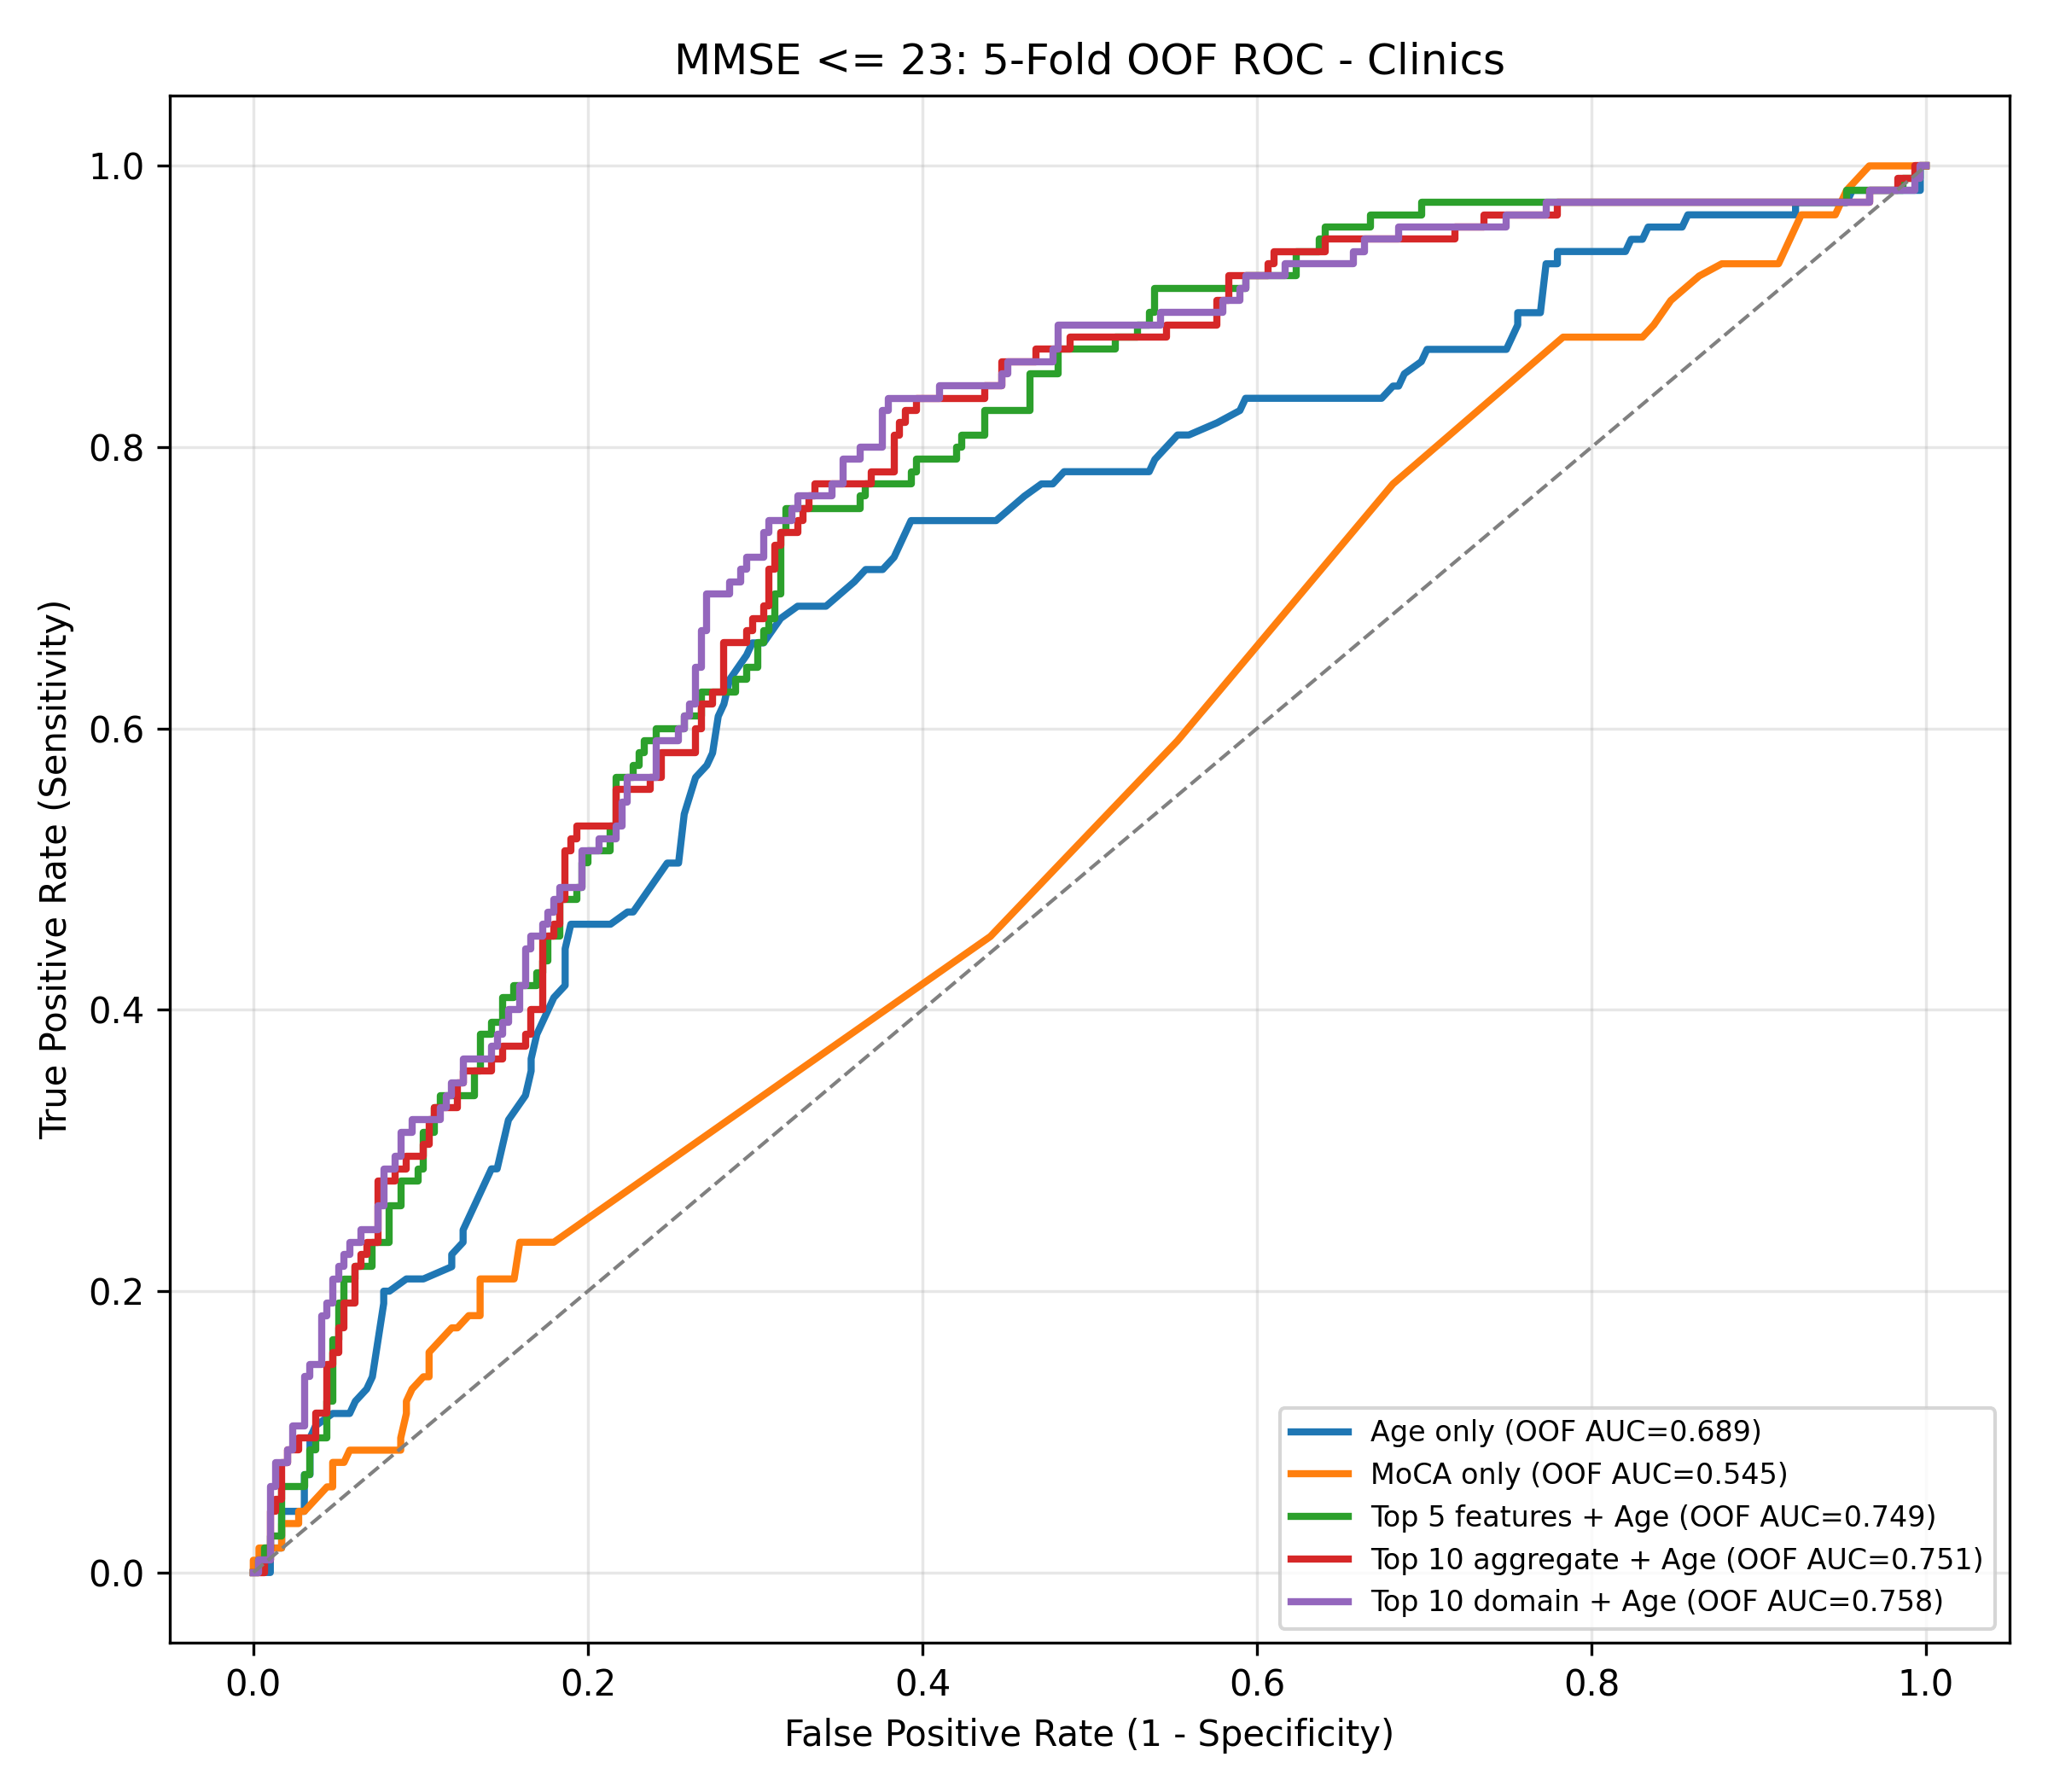 MMSE <= 23: 5-Fold OOF ROC - Clinics
True Positive Rate (Sensitivity)
1.0
0.8
0.6
0.4
0.2
0.0
0.0 0.2 0.4 0.6 0.8 1.0
False Positive Rate (1 - Specificity)
Age only (OOF AUC=0.689)
MoCA only (OOF AUC=0.545)
Top 5 features + Age (OOF AUC=0.749)
Top 10 aggregate + Age (OOF AUC=0.751)
Top 10 domain + Age (OOF AUC=0.758)